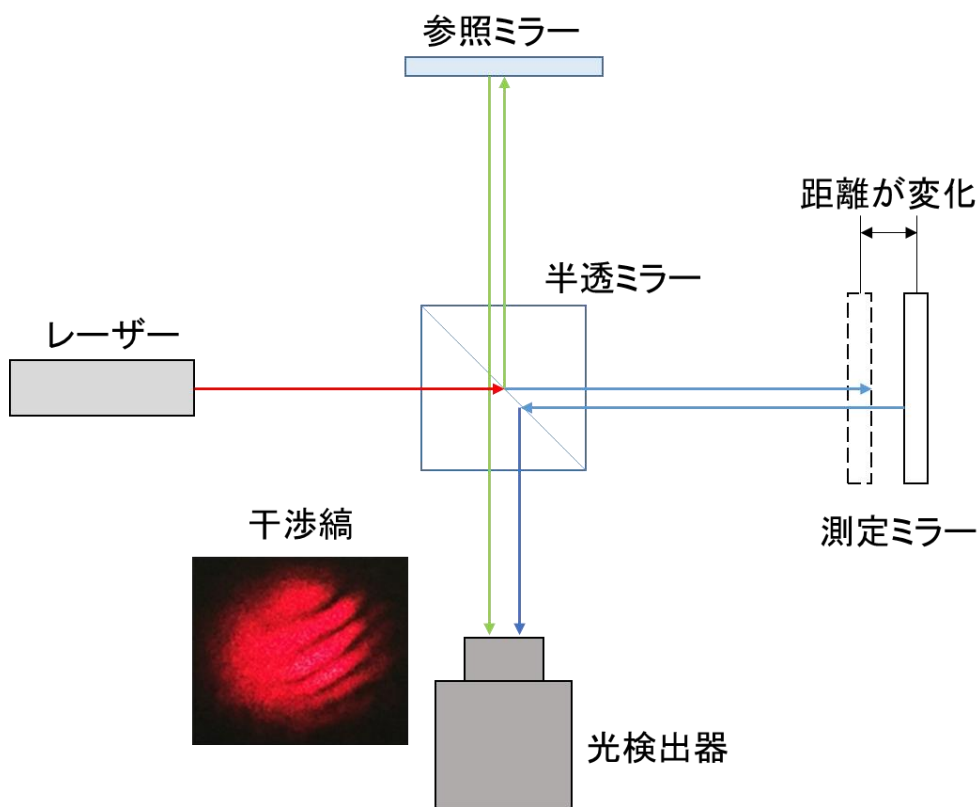 参照ミラー
距離が変化
半透ミラー
レーザー
測定ミラー
干渉縞
光検出器